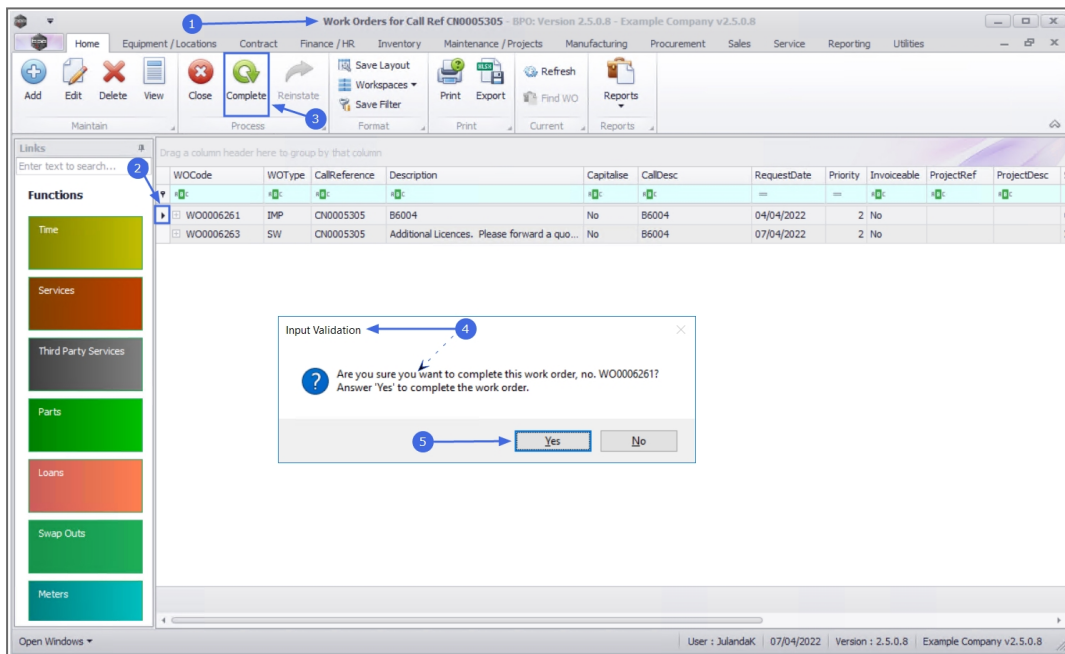 1
Work Orders for Call Ref CN0005305 - BPO: Version 2.5.0.8 - Example Company v2.5.0.8
Home Equipment / Locations Contract Finance / HR Inventory Maintenance / Projects Manufacturing Procurement Sales Service Reporting Utilities
Add Edit Delete View Close Complete Reinstate
Save Layout
Workspaces
Save Filter
Print Export
Refresh
Find WO
Reports
3
Maintain Process Format Print Current Reports
Links
Enter text to search...
2
Drag a column header here to group by that column
WOCode WOType CallReference Description Capitalise CallDesc RequestDate Priority Invoiceable ProjectRef ProjectDesc
WO0006261 IMP CN0005305 B6004 No B6004 04/04/2022 2 No
WO0006263 SW CN0005305 Additional Licences. Please forward a quo... No B6004 07/04/2022 2 No
Functions
Time
Services
Third Party Services
Parts
Loans
Swap Outs
Meters
Input Validation
4
Are you sure you want to complete this work order, no. WO0006261?
Answer 'Yes' to complete the work order.
5
Yes No
Open Windows User : JulandaK 07/04/2022 Version : 2.5.0.8 Example Company v2.5.0.8